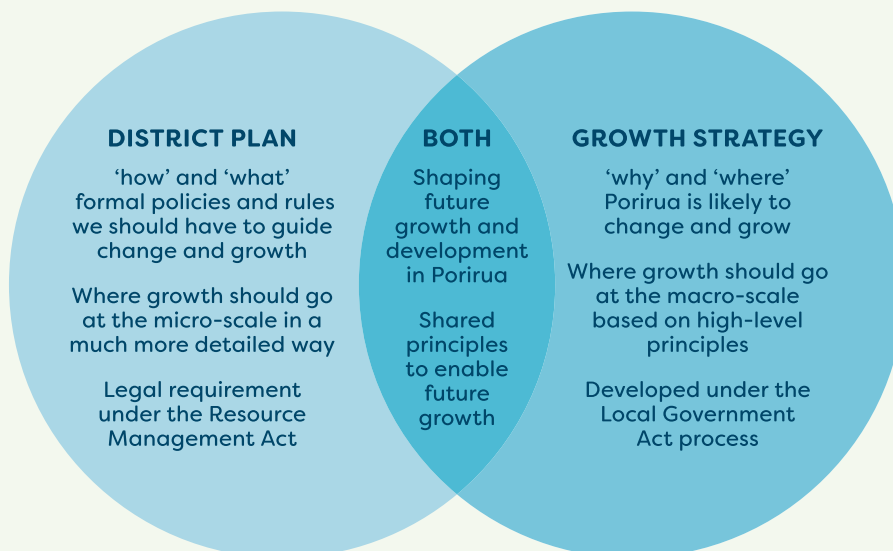 DISTRICT PLAN
‘how’ and ‘what’
formal policies and rules
we should have to guide
change and growth
Where growth should go
at the micro-scale in a
much more detailed way
Legal requirement
under the Resource
Management Act
BOTH
Shaping
future
growth and
development
in Porirua
Shared
principles
to enable
future
growth
GROWTH STRATEGY
‘why’ and ‘where’
Porirua is likely to
change and grow
Where growth should go
at the macro-scale
based on high-level
principles
Developed under the
Local Government
Act process